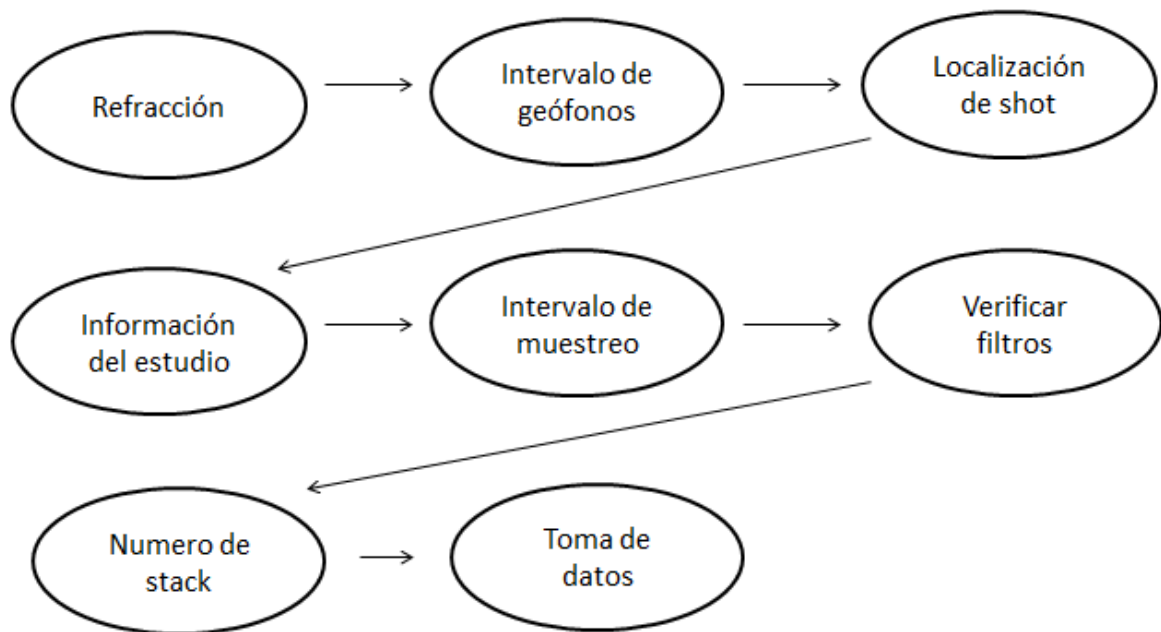 Refracción
Intervalo de
geófonos
Localización
de shot
Información
del estudio
Intervalo de
muestreo
Verificar
filtros
Numero de
stack
Toma de
datos